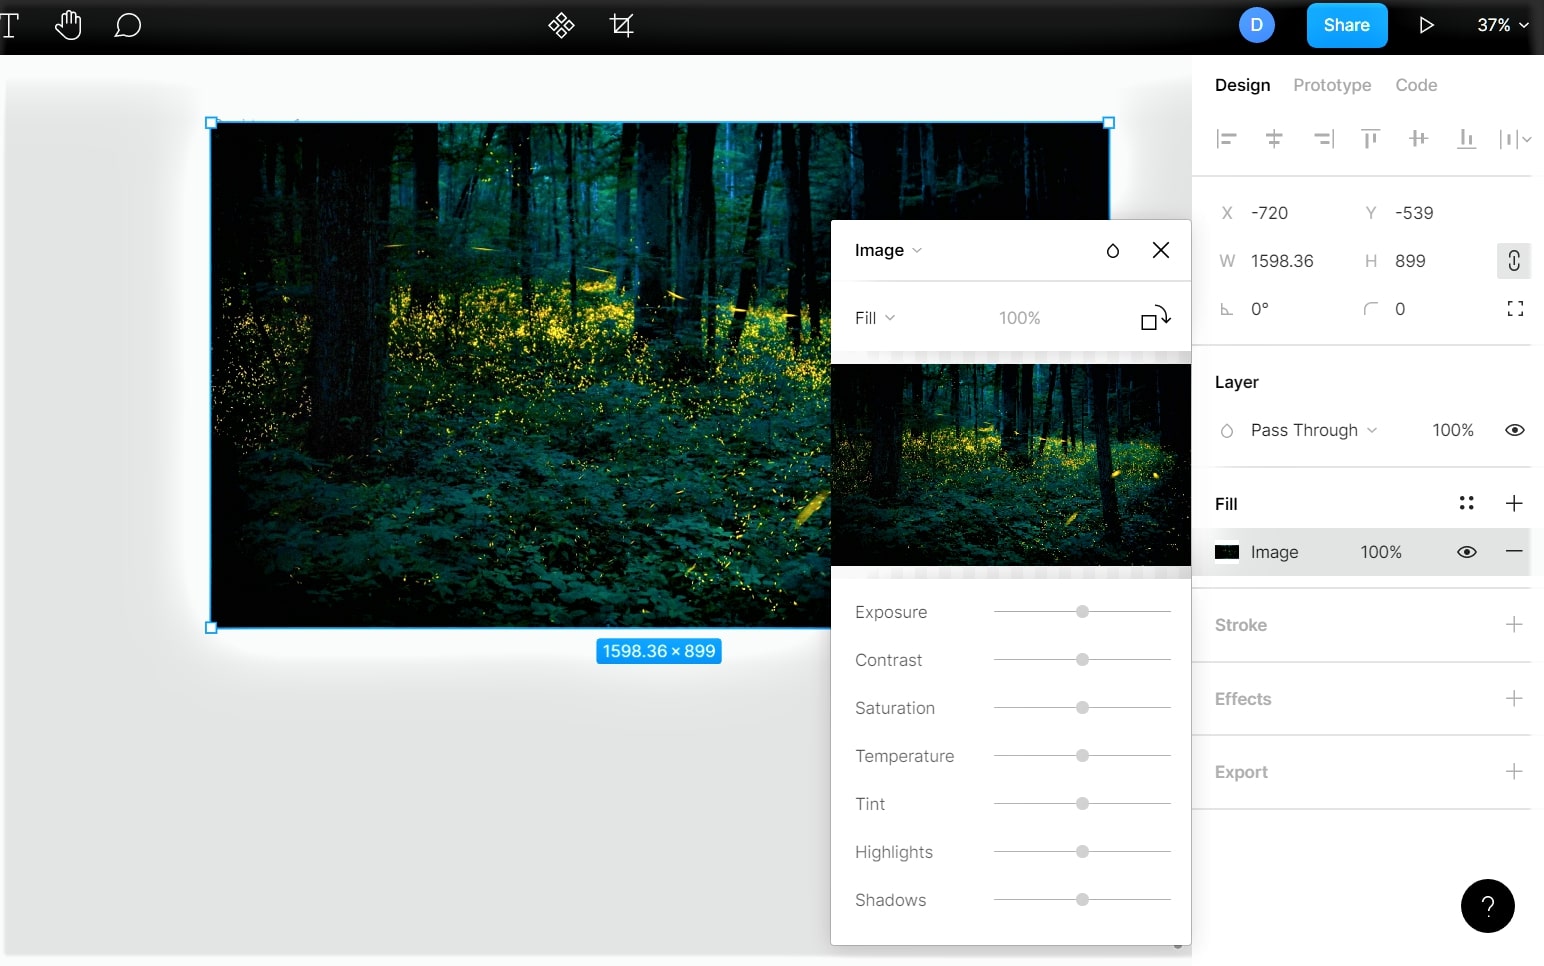 T
D
Share
37%
Design Prototype Code
X -720 Y -539
W 1598.36 H 899
0° 0
Layer
Pass Through 100%
Fill
Image 100%
Stroke
Effects
Export
?
Image
Fill 100%
Exposure
Contrast
Saturation
Temperature
Tint
Highlights
Shadows
1598.36 × 899